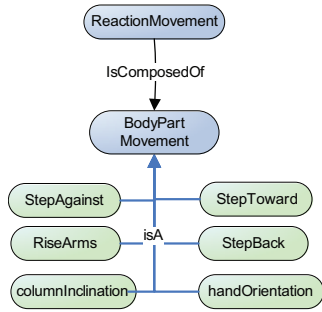 ReactionMovement
IsComposedOf
BodyPart
Movement
StepAgainst
StepToward
RiseArms
isA
StepBack
columnInclination
handOrientation